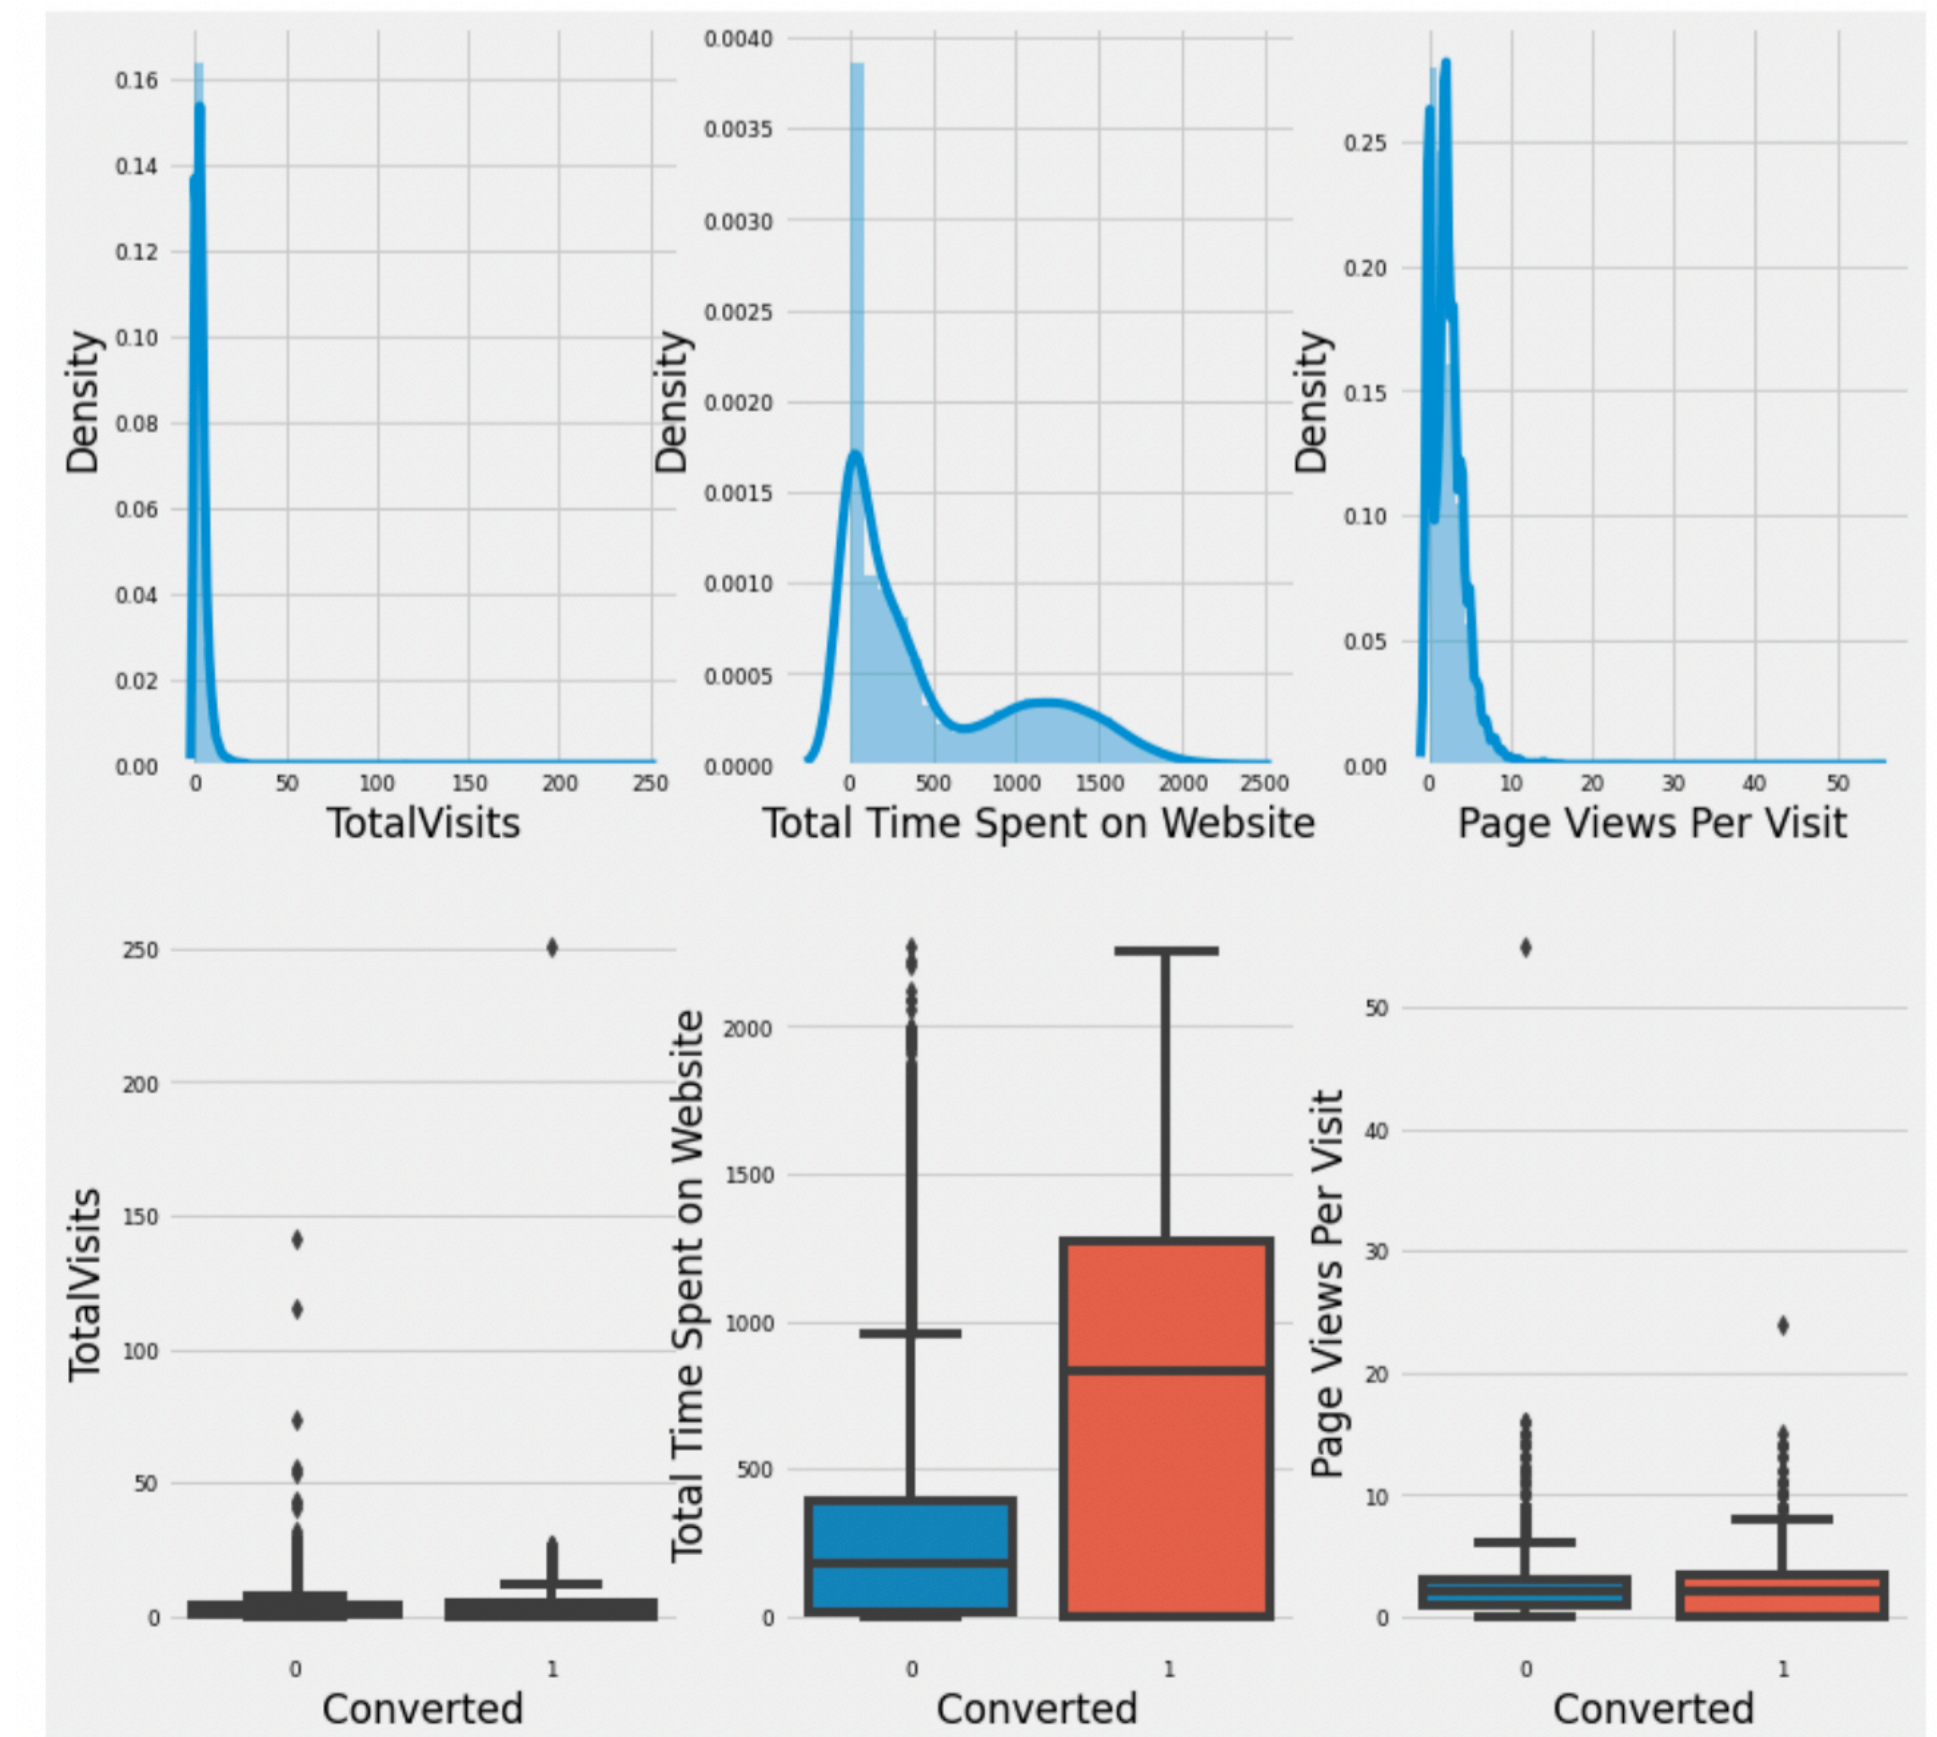 0.16
0.14
0.12
0.10
0.08
0.06
0.04
0.02
0.00
Density
0 50 100 150 200 250
TotalVisits
0.0040
0.0035
0.0030
0.0025
0.0020
0.0015
0.0010
0.0005
0.0000
Density
0 500 1000 1500 2000 2500
Total Time Spent on Website
0.25
0.20
0.15
0.10
0.05
0.00
Density
0 10 20 30 40 50
Page Views Per Visit
250
200
150
100
50
0
TotalVisits
0 1
Converted
2000
1500
1000
500
0
Total Time Spent on Website
0 1
Converted
50
40
30
20
10
0
Page Views Per Visit
0 1
Converted